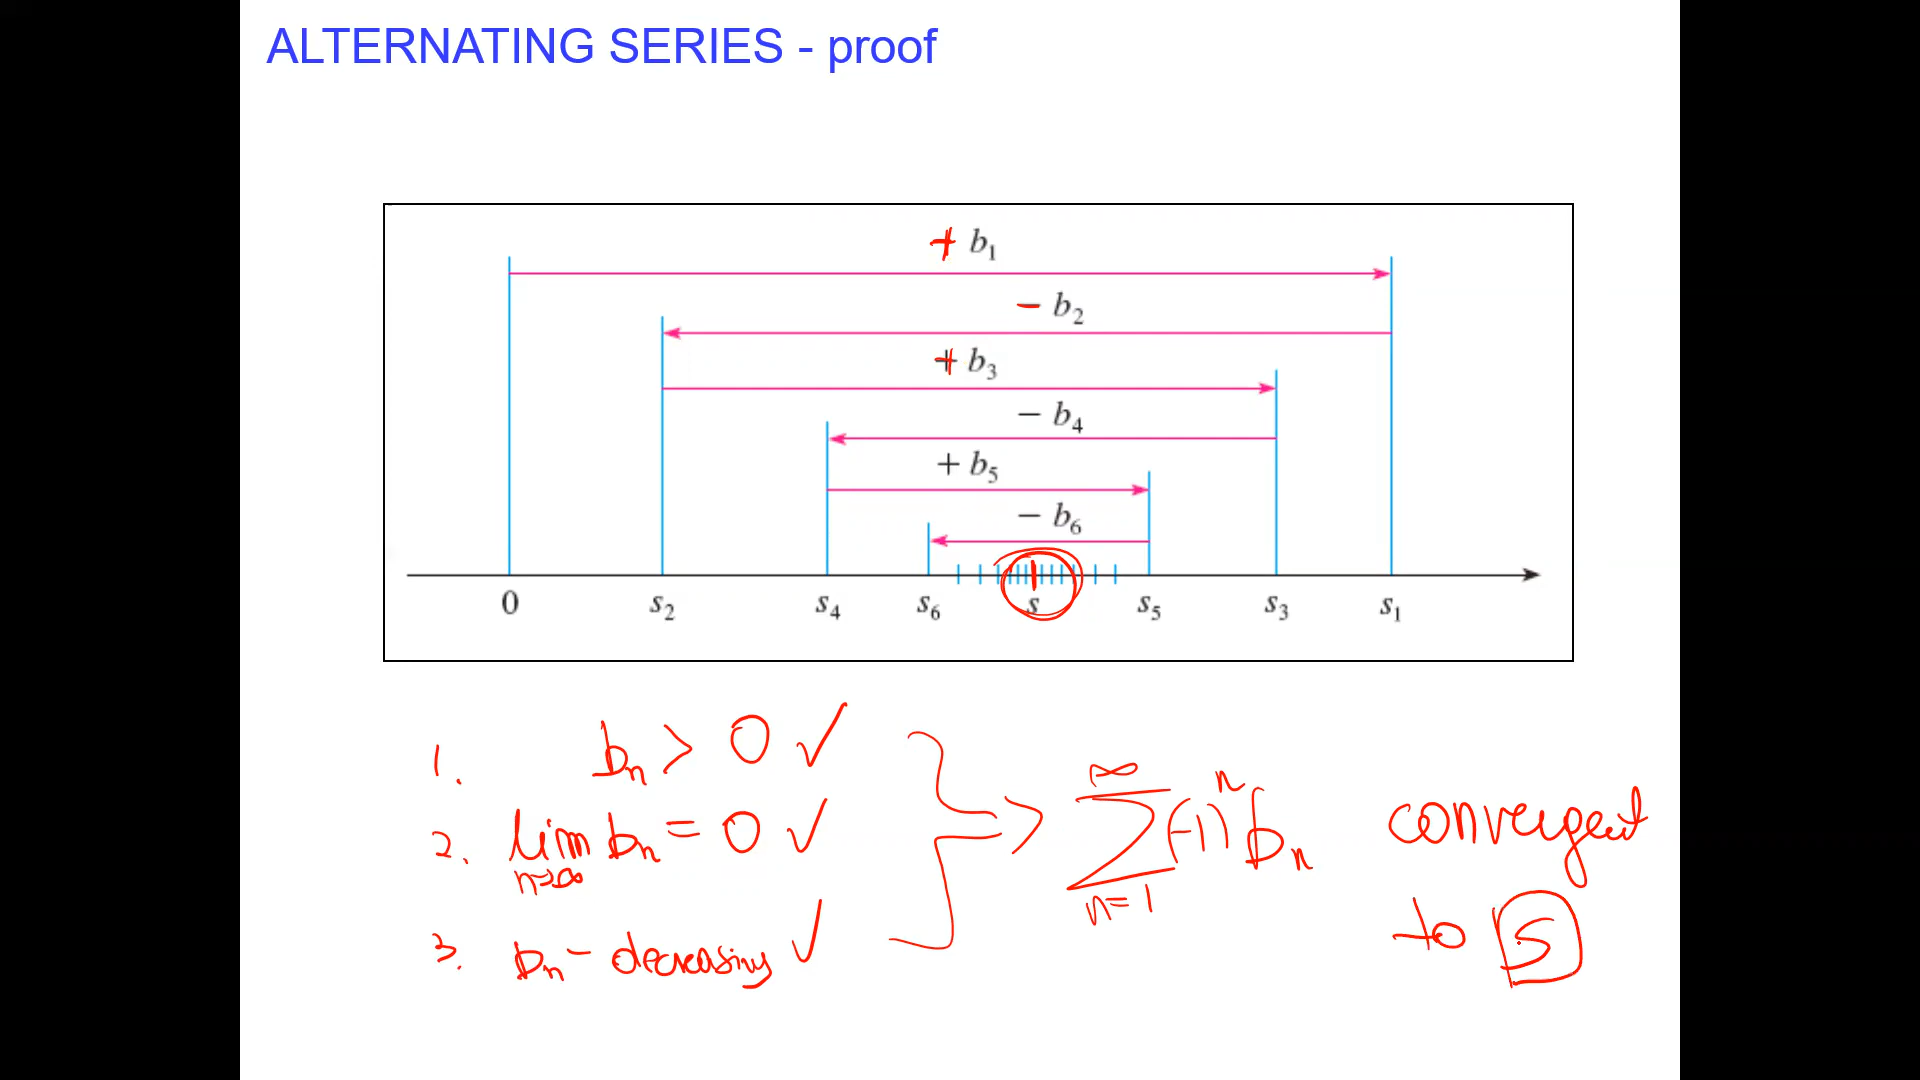 ALTERNATING SERIES - proof
+ b₁
− b₂
+ b₃
− b₄
+ b₅
− b₆
0 s₂ s₄ s₆ s s₅ s₃ s₁
1. bₙ > 0 ✓
2. lim bₙ = 0 ✓
n→∞
3. bₙ - decreasing ✓
} ⇒ ∞
∑ (-1)ⁿ bₙ convergent
n=1
to S